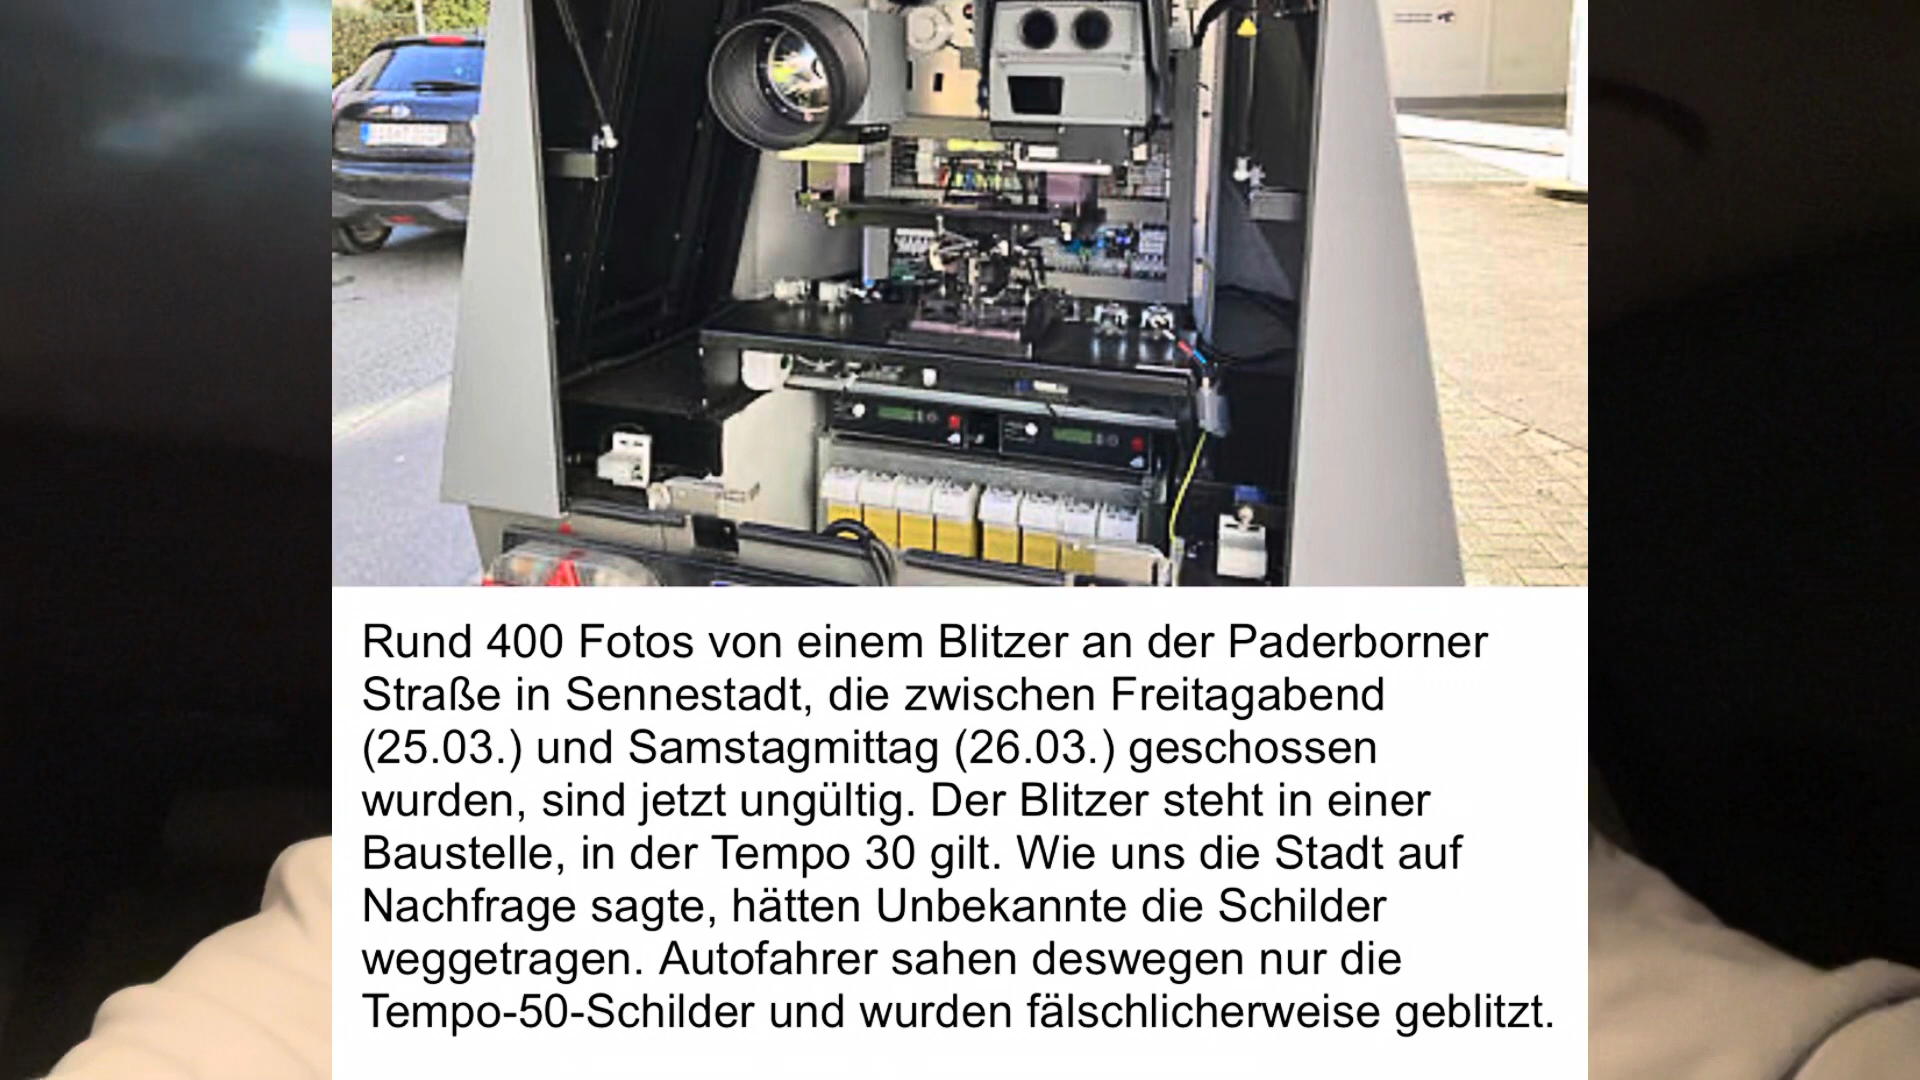 Rund 400 Fotos von einem Blitzer an der Paderborner
Straße in Sennestadt, die zwischen Freitagabend
(25.03.) und Samstagmittag (26.03.) geschossen
wurden, sind jetzt ungültig. Der Blitzer steht in einer
Baustelle, in der Tempo 30 gilt. Wie uns die Stadt auf
Nachfrage sagte, hätten Unbekannte die Schilder
weggetragen. Autofahrer sahen deswegen nur die
Tempo-50-Schilder und wurden fälschlicherweise geblitzt.